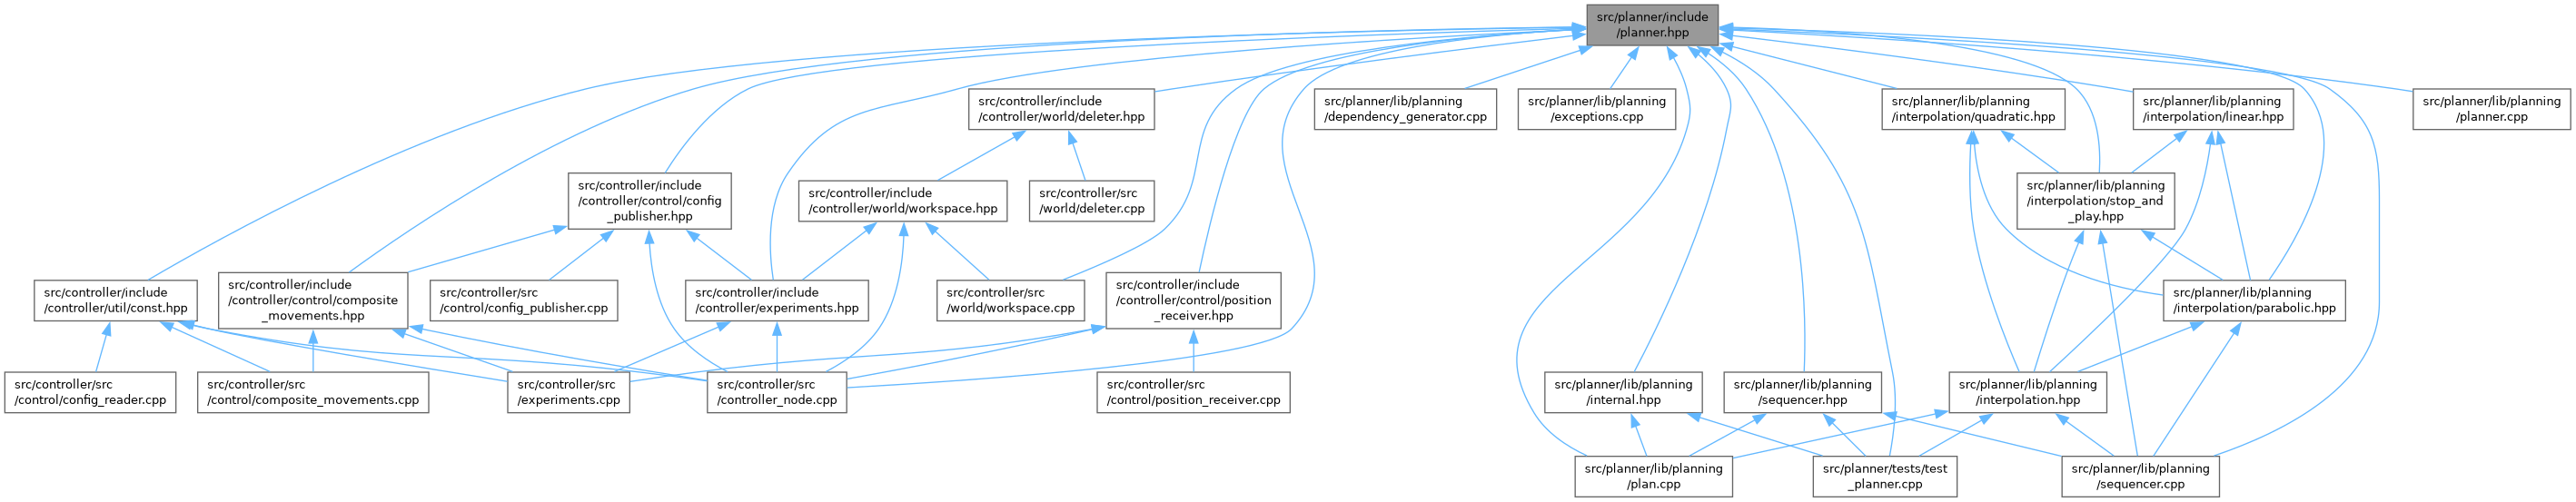 src/planner/include
/planner.hpp
src/controller/include
/controller/world/deleter.hpp
src/planner/lib/planning
/dependency_generator.cpp
src/planner/lib/planning
/exceptions.cpp
src/planner/lib/planning
/interpolation/quadratic.hpp
src/planner/lib/planning
/interpolation/linear.hpp
src/planner/lib/planning
/planner.cpp
src/controller/include
/controller/control/config
_publisher.hpp
src/controller/include
/controller/world/workspace.hpp
src/controller/src
/world/deleter.cpp
src/planner/lib/planning
/interpolation/stop_and
_play.hpp
src/controller/include
/controller/util/const.hpp
src/controller/include
/controller/control/composite
_movements.hpp
src/controller/src
/control/config_publisher.cpp
src/controller/include
/controller/experiments.hpp
src/controller/src
/world/workspace.cpp
src/controller/include
/controller/control/position
_receiver.hpp
src/planner/lib/planning
/interpolation/parabolic.hpp
src/controller/src
/control/config_reader.cpp
src/controller/src
/control/composite_movements.cpp
src/controller/src
/experiments.cpp
src/controller/src
/controller_node.cpp
src/controller/src
/control/position_receiver.cpp
src/planner/lib/planning
/internal.hpp
src/planner/lib/planning
/sequencer.hpp
src/planner/lib/planning
/interpolation.hpp
src/planner/lib/planning
/plan.cpp
src/planner/tests/test
_planner.cpp
src/planner/lib/planning
/sequencer.cpp